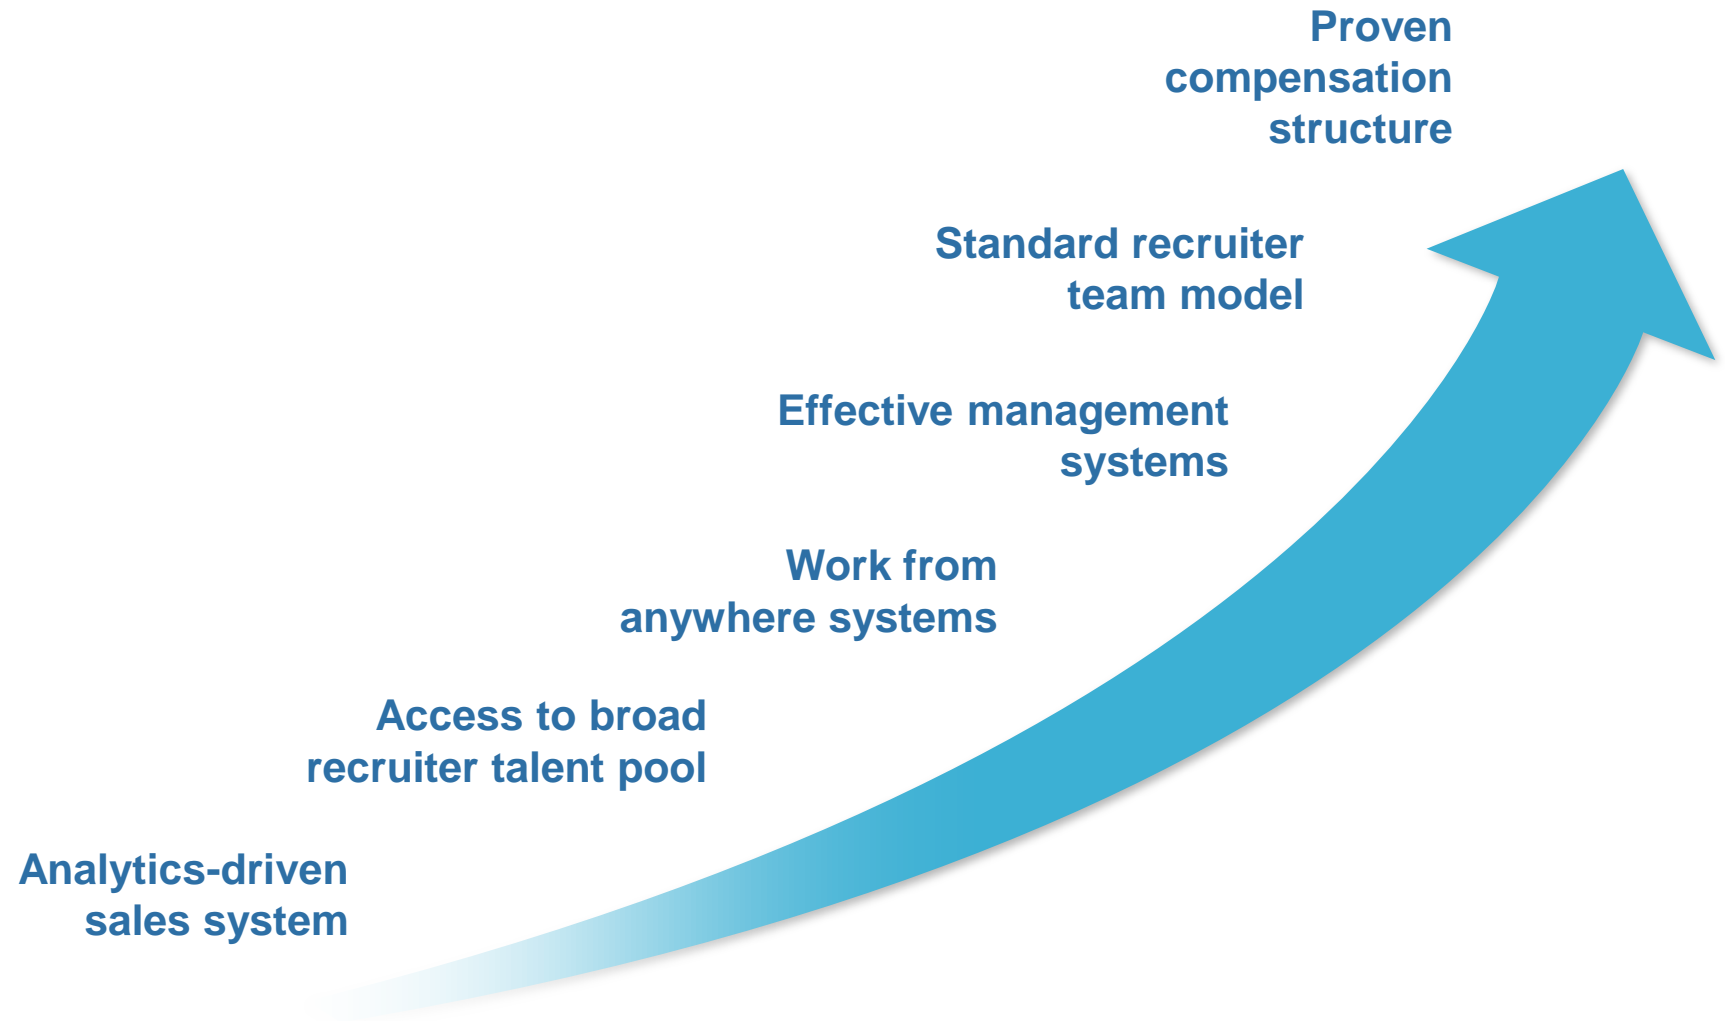 Proven
compensation
structure
Standard recruiter
team model
Effective management
systems
Work from
anywhere systems
Access to broad
recruiter talent pool
Analytics-driven
sales system